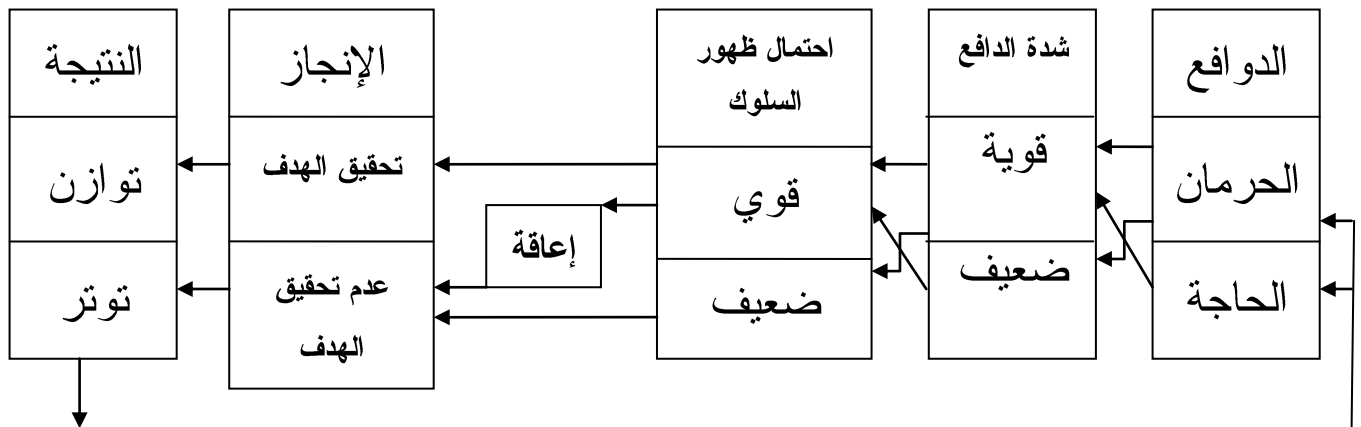 الدوافع
الحرمان
الحاجة
شدة الدافع
قوية
ضعيف
احتمال ظهور
السلوك
قوي
ضعيف
إعاقة
الإنجاز
تحقيق الهدف
عدم تحقيق
الهدف
النتيجة
توازن
توتر